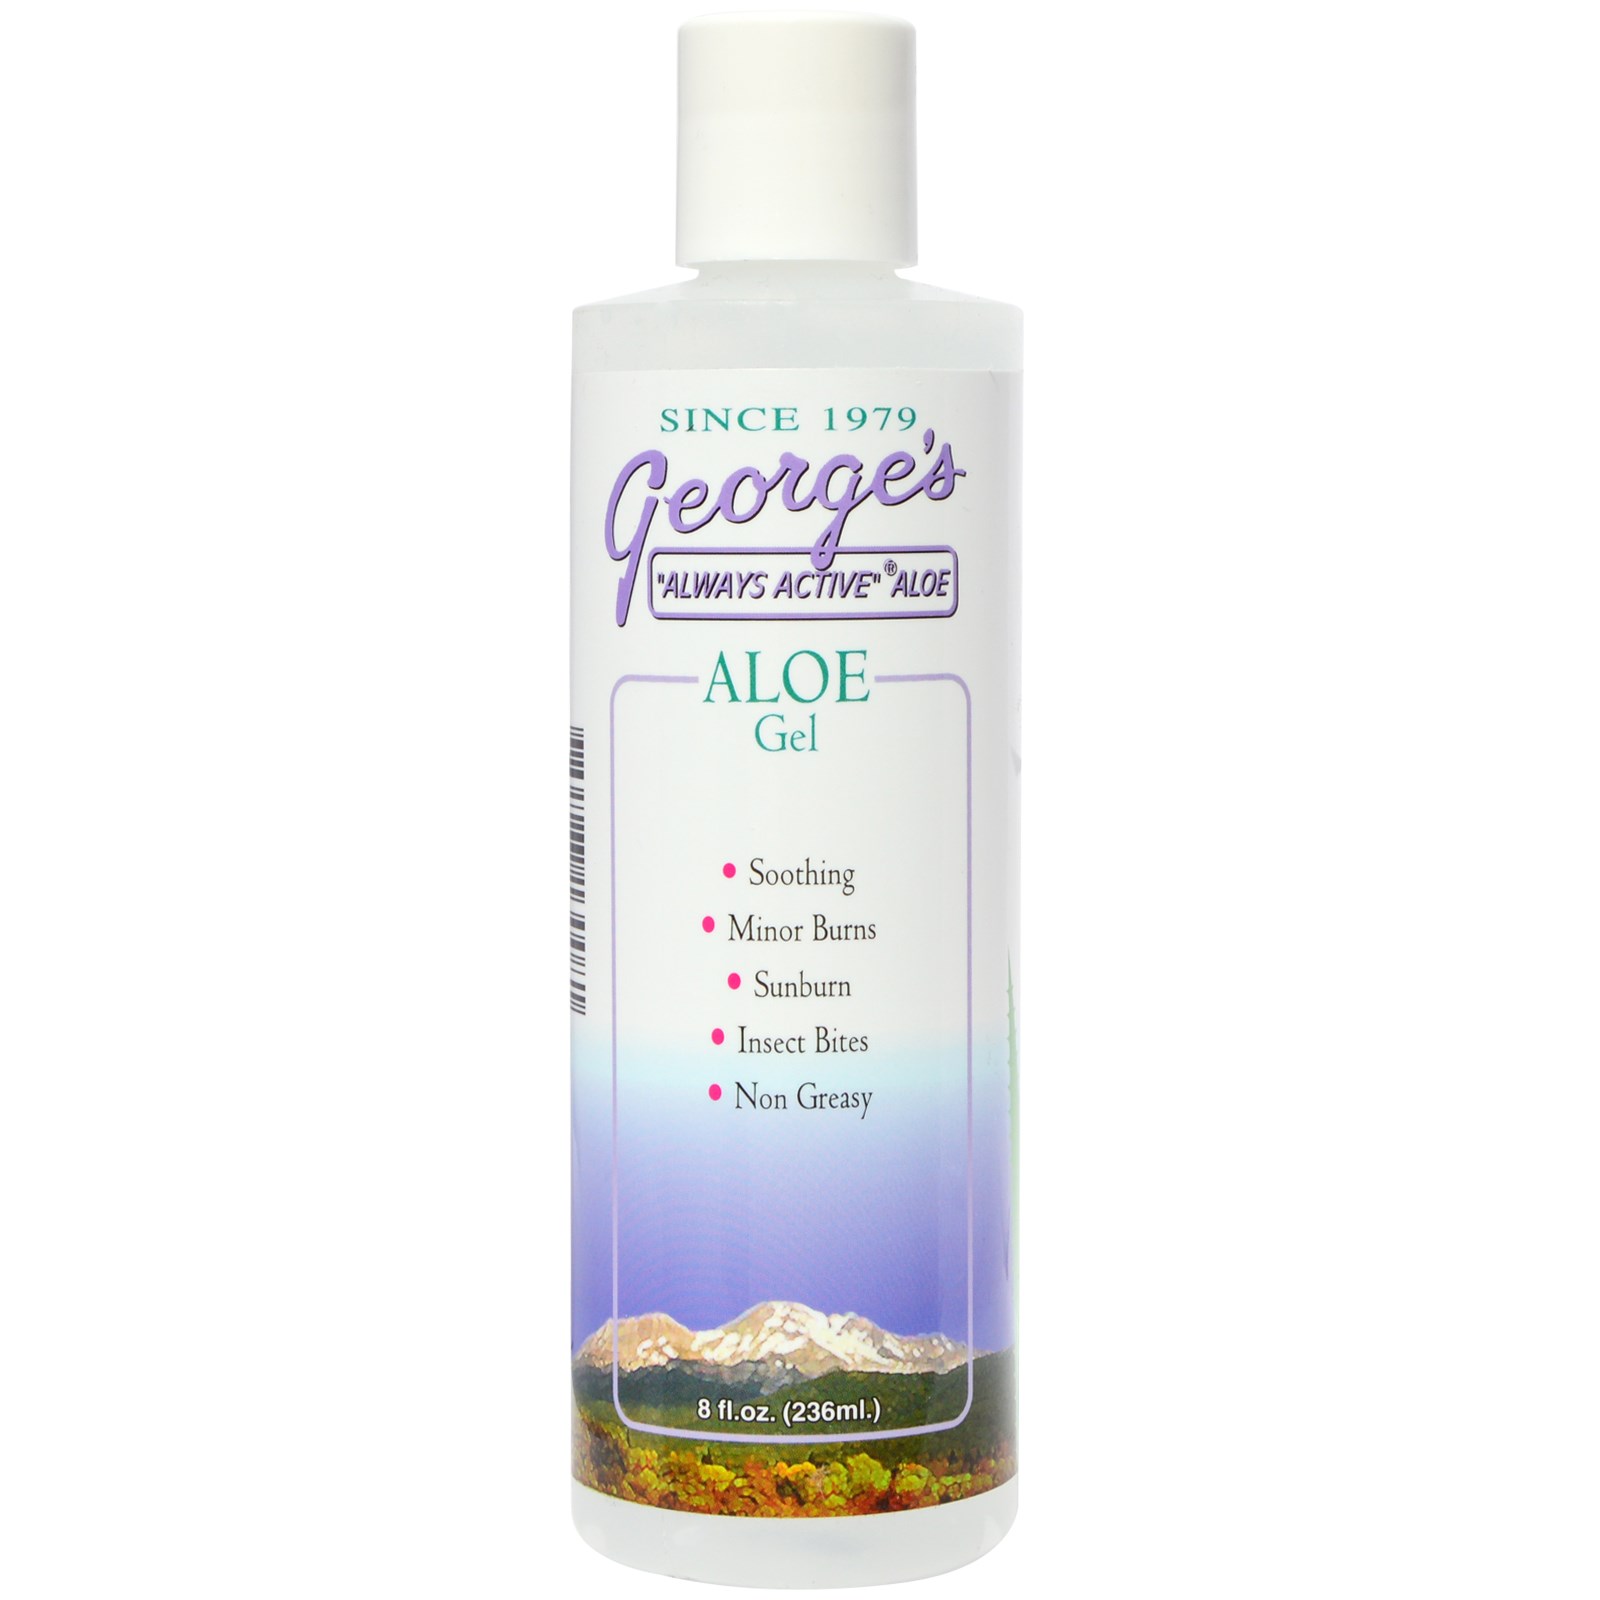 SINCE 1979
George's
"ALWAYS ACTIVE"® ALOE
ALOE
Gel
• Soothing
• Minor Burns
• Sunburn
• Insect Bites
• Non Greasy
8 fl.oz. (236ml.)